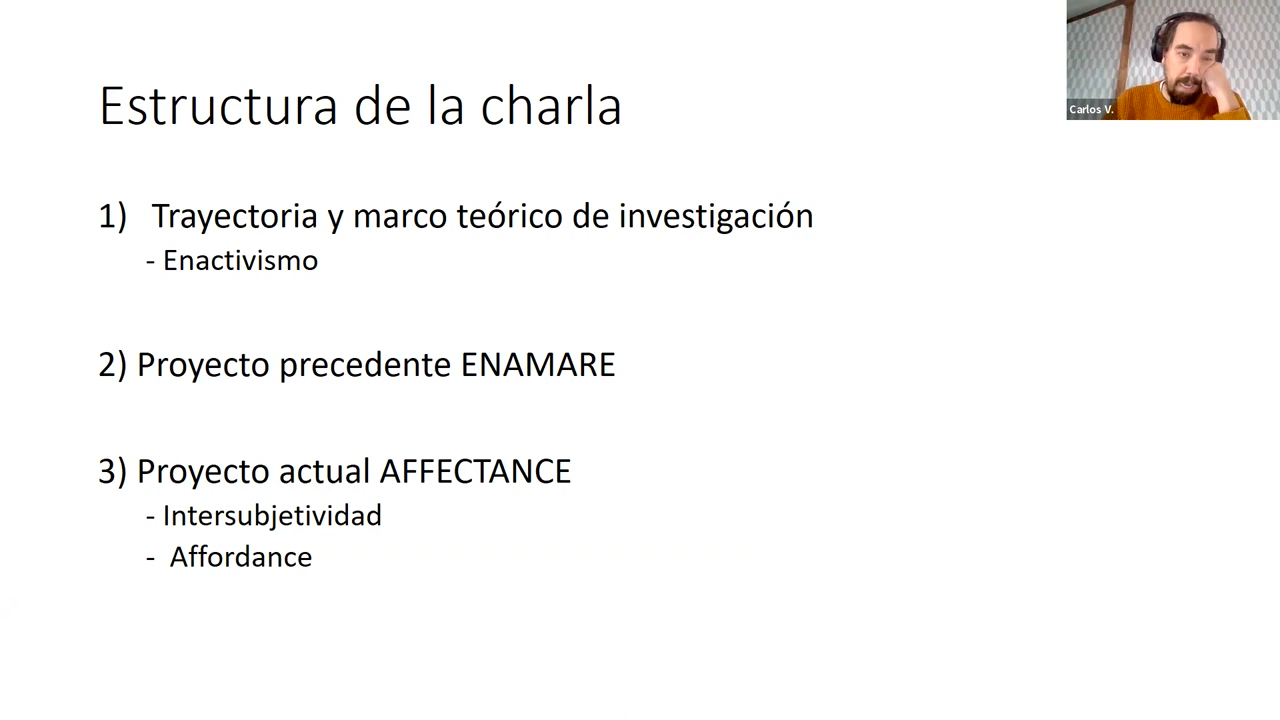 Estructura de la charla
Carlos V.
1) Trayectoria y marco teórico de investigación
- Enactivismo
2) Proyecto precedente ENAMARE
3) Proyecto actual AFFECTANCE
- Intersubjetividad
- Affordance